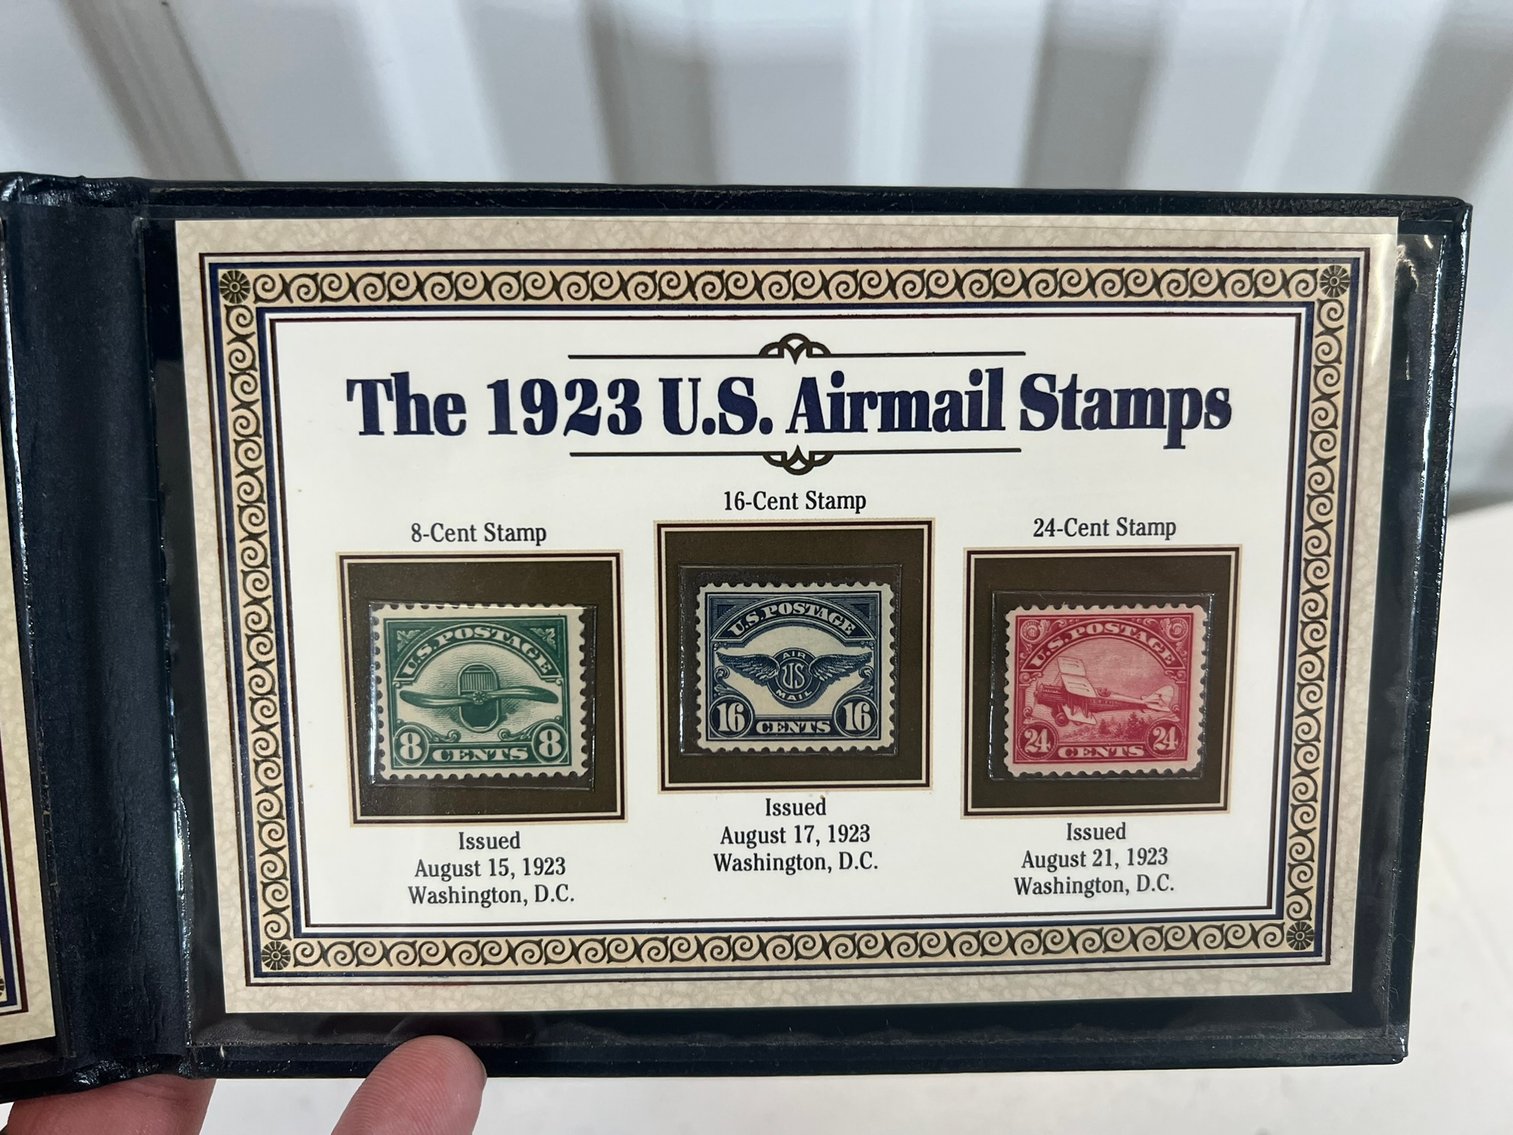 The 1923 U.S. Airmail Stamps
8-Cent Stamp
U.S. POSTAGE
8 CENTS 8
Issued
August 15, 1923
Washington, D.C.
16-Cent Stamp
U.S. POSTAGE
AIR
US
MAIL
16 CENTS 16
Issued
August 17, 1923
Washington, D.C.
24-Cent Stamp
U.S. POSTAGE
24 CENTS 24
Issued
August 21, 1923
Washington, D.C.